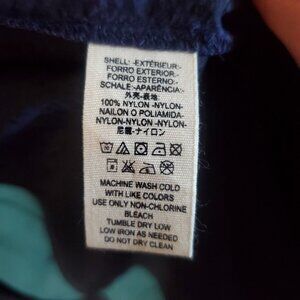 SHELL: -EXTÉRIEUR-
FORRO EXTERIOR-
FORRO ESTERNO:-
SCHALE:-APARÊNCIA:-
外壳:-表地:-
100% NYLON -NYLON-
NAILON O POLIAMIDA-
NYLON-NYLON -NYLON-
尼龍-ナイロン
MACHINE WASH COLD
WITH LIKE COLORS
USE ONLY NON-CHLORINE
BLEACH
TUMBLE DRY LOW
LOW IRON AS NEEDED
DO NOT DRY CLEAN